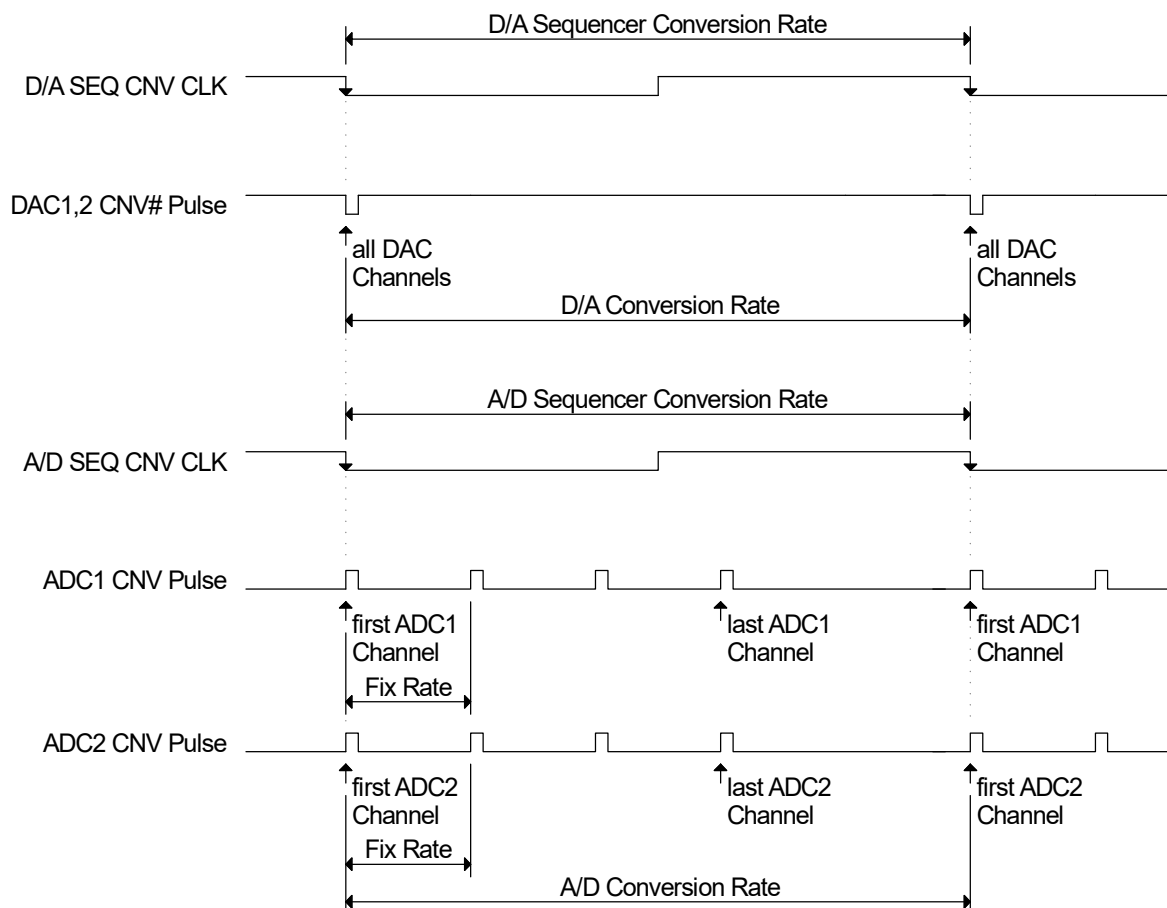 D/A Sequencer Conversion Rate
D/A SEQ CNV CLK
DAC1,2 CNV# Pulse
all DAC
Channels
all DAC
Channels
D/A Conversion Rate
A/D Sequencer Conversion Rate
A/D SEQ CNV CLK
ADC1 CNV Pulse
first ADC1
Channel
last ADC1
Channel
first ADC1
Channel
Fix Rate
ADC2 CNV Pulse
first ADC2
Channel
last ADC2
Channel
first ADC2
Channel
Fix Rate
A/D Conversion Rate